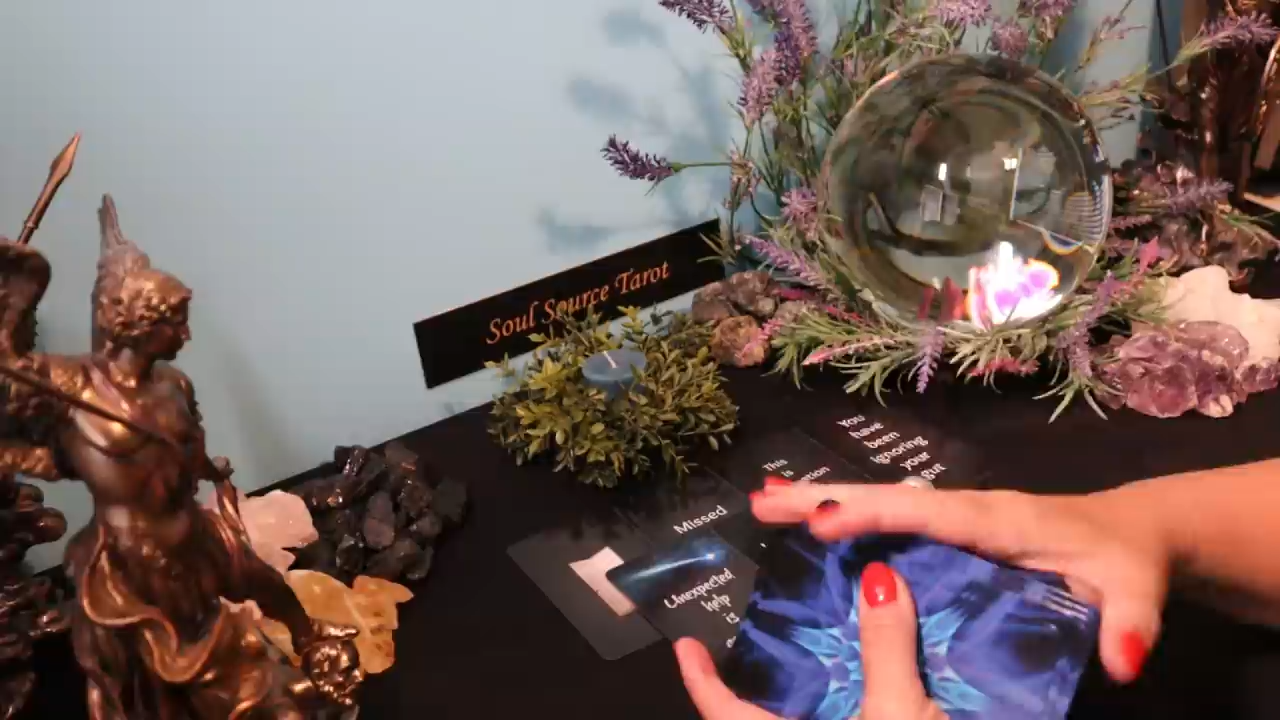 Soul Source Tarot
You
have
been
ignoring
your
gut
This
is
Missed
Unexpected
help
is